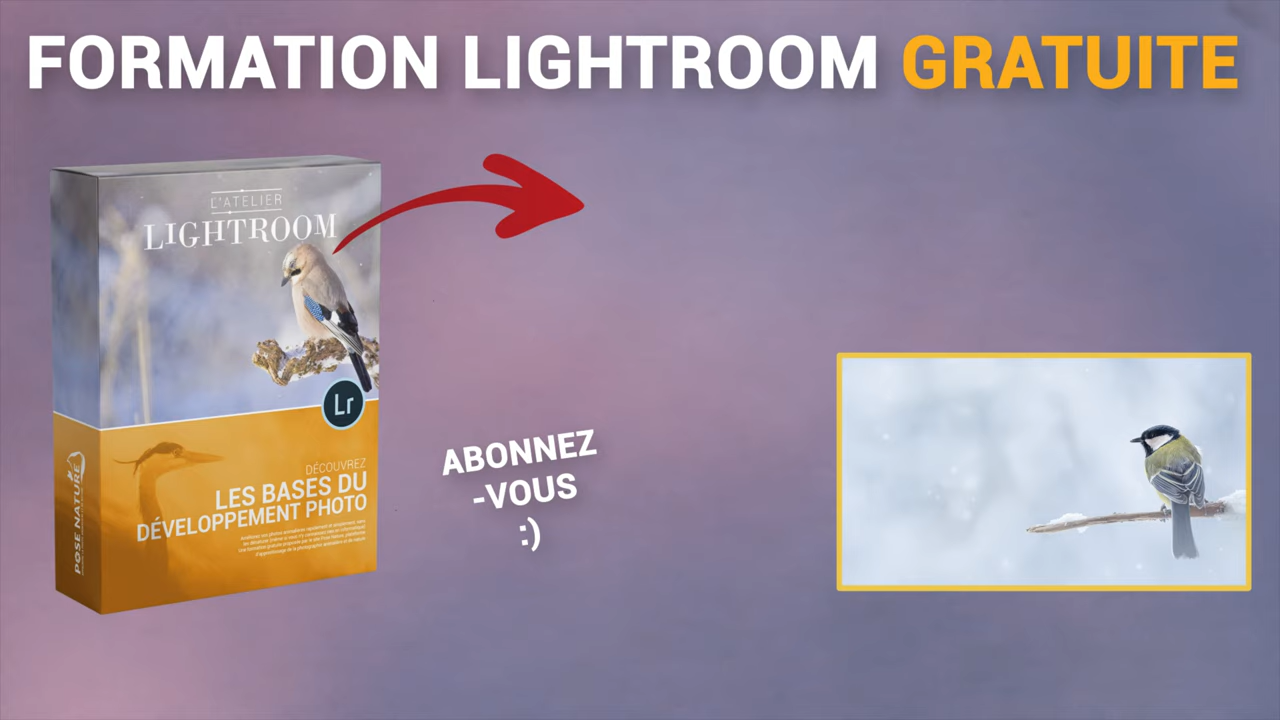 FORMATION LIGHTROOM GRATUITE
L'ATELIER
LIGHTROOM
Lr
DÉCOUVREZ
LES BASES DU
DÉVELOPPEMENT PHOTO
POSE NATURE
ABONNEZ
-VOUS
:)